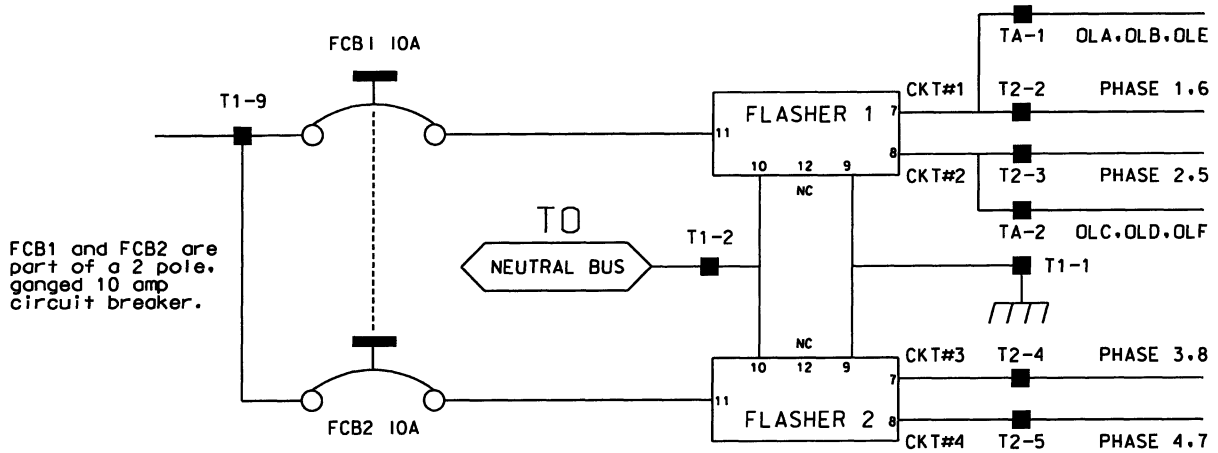 FCB1 10A
TA-1 OLA.OLB.OLE
T1-9
CKT#1 T2-2 PHASE 1.6
FLASHER 1
7
11
8
10 12 9
NC
CKT#2 T2-3 PHASE 2.5
TA-2 OLC.OLD.OLF
TO
NEUTRAL BUS
T1-2
T1-1
FCB1 and FCB2 are
part of a 2 pole.
ganged 10 amp
circuit breaker.
NC
10 12 9
CKT#3 T2-4 PHASE 3.8
7
11
FLASHER 2
8
FCB2 10A
CKT#4 T2-5 PHASE 4.7